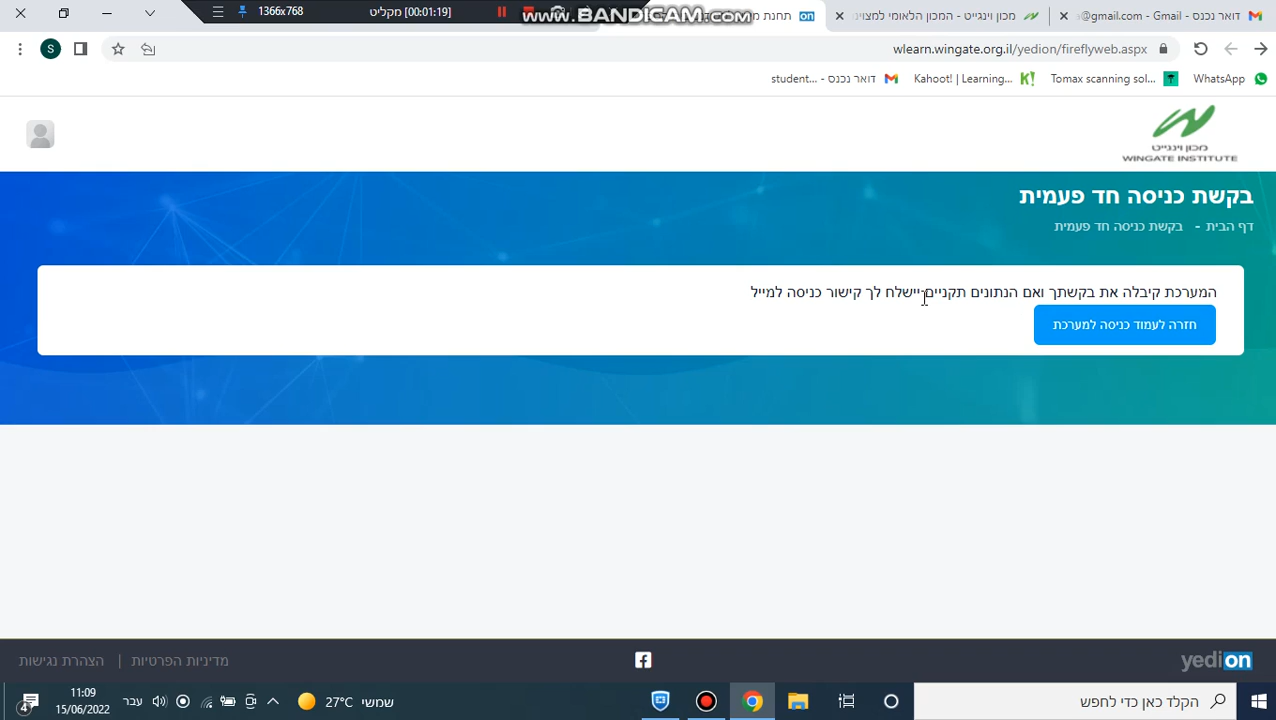 1366x768 מקליט [00:01:19]
www.BANDICAM.com
דואר נכנס - Gmail - @gmail.com
מכון וינגייט - המכון הלאומי למצוינ
תחנת
wlearn.wingate.org.il/yedion/fireflyweb.aspx
S
WhatsApp
Tomax scanning sol...
Kahoot! | Learning...
דואר נכנס - student...
מכון וינגייט
WINGATE INSTITUTE
בקשת כניסה חד פעמית
דף הבית - בקשת כניסה חד פעמית
המערכת קיבלה את בקשתך ואם הנתונים תקניים יישלח לך קישור כניסה למייל
חזרה לעמוד כניסה למערכת
yedion
מדיניות הפרטיות | הצהרת נגישות
הקלד כאן כדי לחפש
27°C שמשי
עבר
11:09
15/06/2022
4